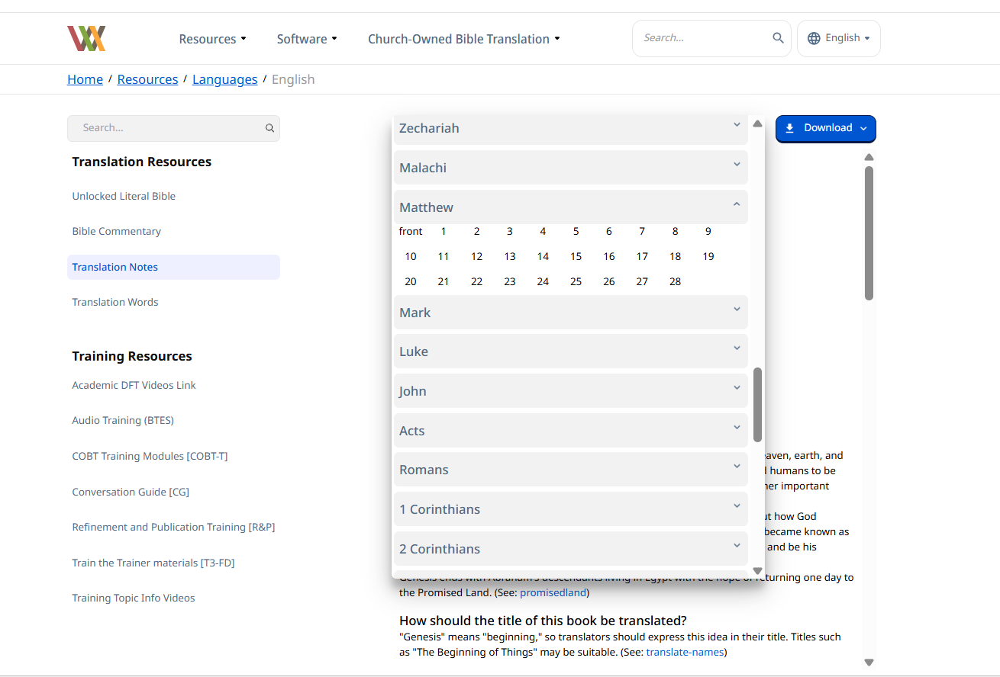 Resources
Software
Church-Owned Bible Translation
Search...
English
Home / Resources / Languages / English
Search...
Translation Resources
Unlocked Literal Bible
Bible Commentary
Translation Notes
Translation Words
Training Resources
Academic DFT Videos Link
Audio Training (BTES)
COBT Training Modules [COBT-T]
Conversation Guide [CG]
Refinement and Publication Training [R&P]
Train the Trainer materials [T3-FD]
Training Topic Info Videos
Zechariah
Malachi
Matthew
front 1 2 3 4 5 6 7 8 9
10 11 12 13 14 15 16 17 18 19
20 21 22 23 24 25 26 27 28
Mark
Luke
John
Acts
Romans
1 Corinthians
2 Corinthians
Download
earth, and
humans to be
important
how God
became known as
and be his
Genesis ends with Abraham's descendants living in Egypt with the hope of returning one day to
the Promised Land. (See: promisedland)
How should the title of this book be translated?
"Genesis" means "beginning," so translators should express this idea in their title. Titles such
as "The Beginning of Things" may be suitable. (See: translate-names)